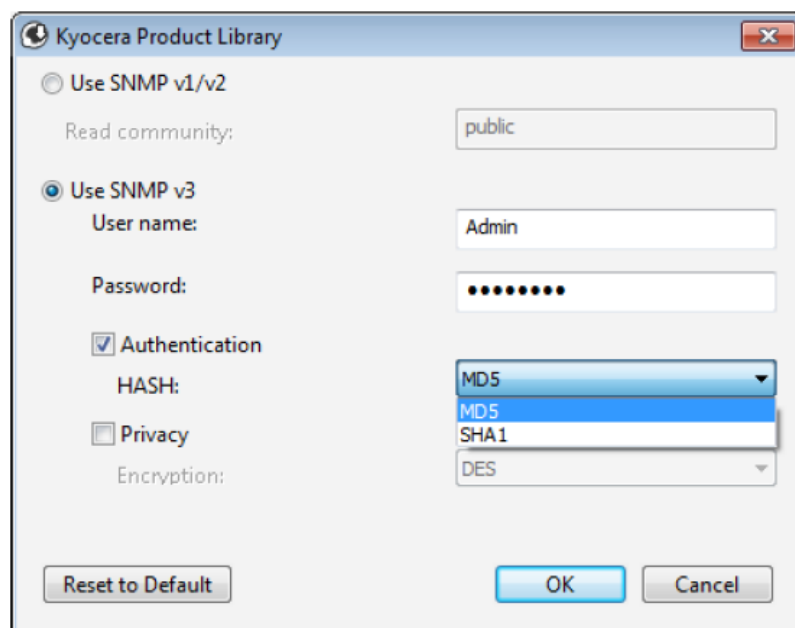 Kyocera Product Library
Use SNMP v1/v2
Read community: public
Use SNMP v3
User name: Admin
Password: ••••••••
Authentication
HASH: MD5
MD5
SHA1
Privacy
Encryption: DES
Reset to Default OK Cancel